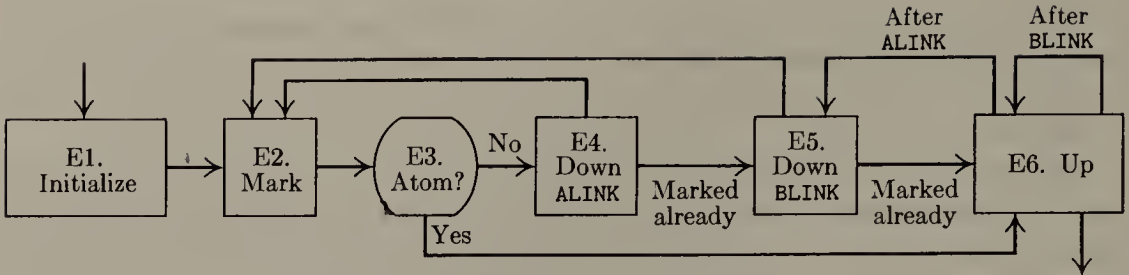 After
ALINK
After
BLINK
E1.
Initialize
E2.
Mark
E3.
Atom?
No
E4.
Down
ALINK
Marked
already
E5.
Down
BLINK
Marked
already
E6. Up
Yes